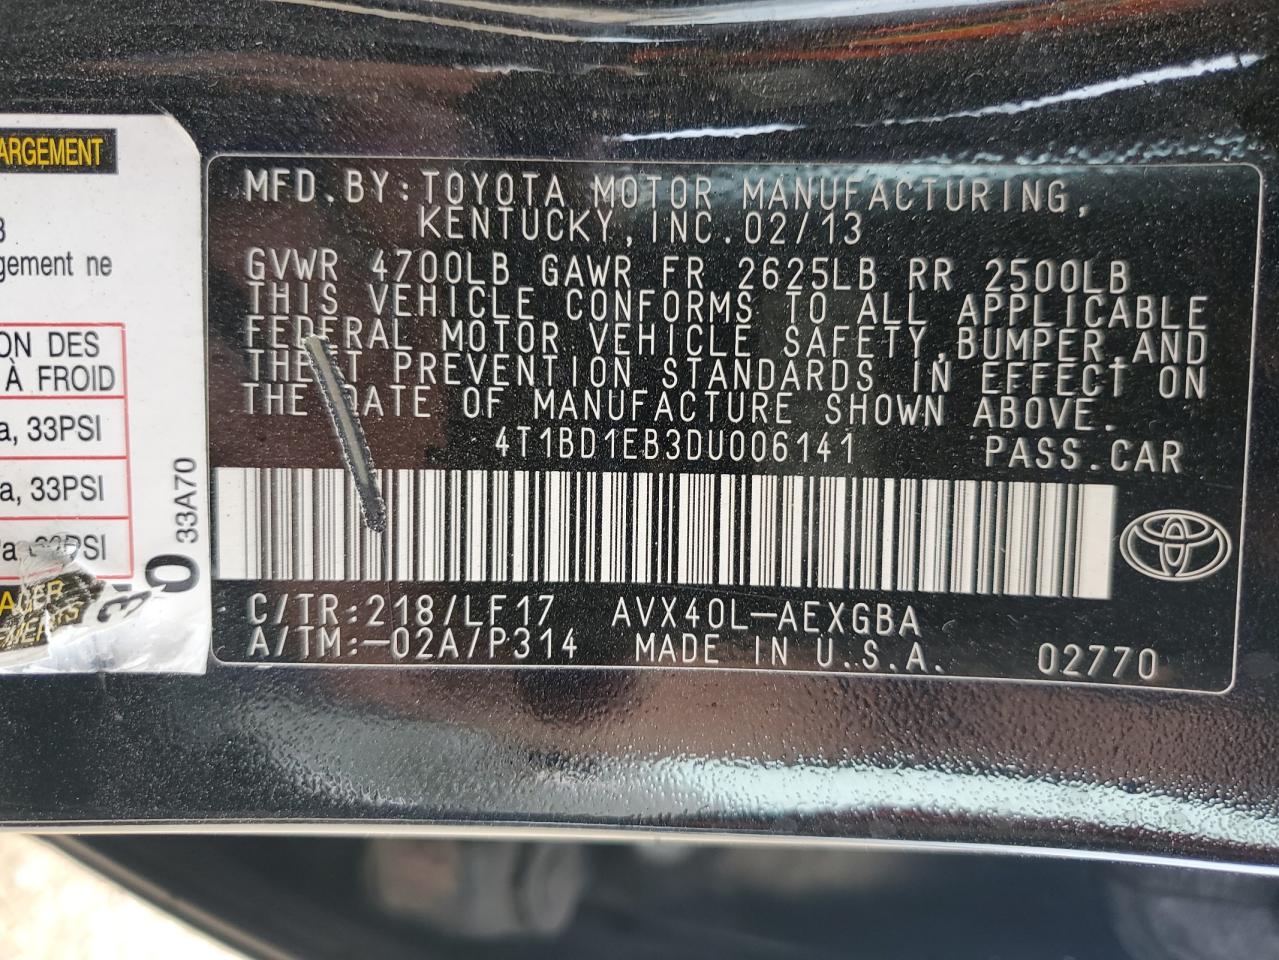 ARGEMENT
gement ne
ON DES
À FROID
a, 33PSI
a, 33PSI
PSI
33A70
MFD.BY:TOYOTA MOTOR MANUFACTURING,
KENTUCKY,INC.02/13
GVWR 4700LB GAWR FR 2625LB RR 2500LB
THIS VEHICLE CONFORMS TO ALL APPLICABLE
FEDERAL MOTOR VEHICLE SAFETY,BUMPER,AND
THEFT PREVENTION STANDARDS IN EFFECT ON
THE DATE OF MANUFACTURE SHOWN ABOVE.
4T1BD1EB3DU006141 PASS.CAR
C/TR:218/LF17 AVX40L-AEXGBA
A/TM:-02A/P314 MADE IN U.S.A. 02770